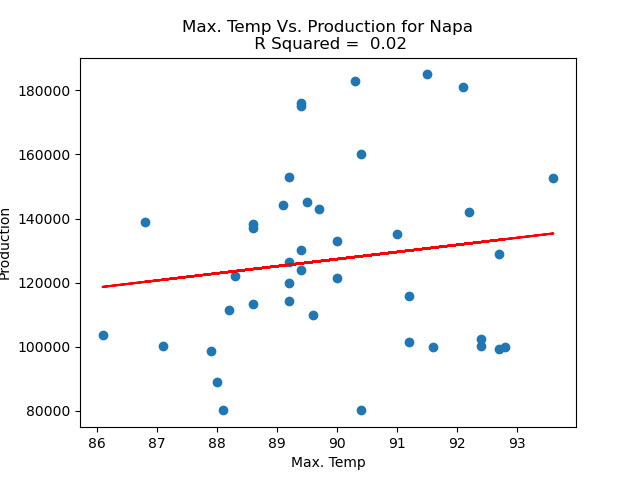 Max. Temp Vs. Production for Napa
R Squared =  0.02
Production
180000
160000
140000
120000
100000
80000
86 87 88 89 90 91 92 93
Max. Temp